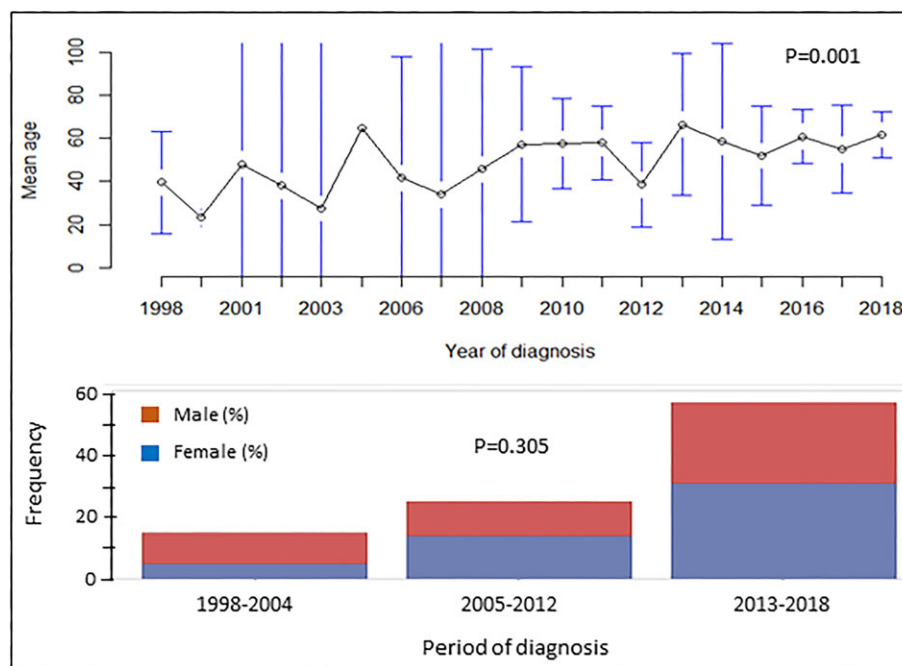 100
80
60
40
20
0
Mean age
P=0.001
1998 2001 2003 2006 2008 2010 2012 2014 2016 2018
Year of diagnosis
60
40
20
0
Frequency
Male (%)
Female (%)
P=0.305
1998-2004 2005-2012 2013-2018
Period of diagnosis